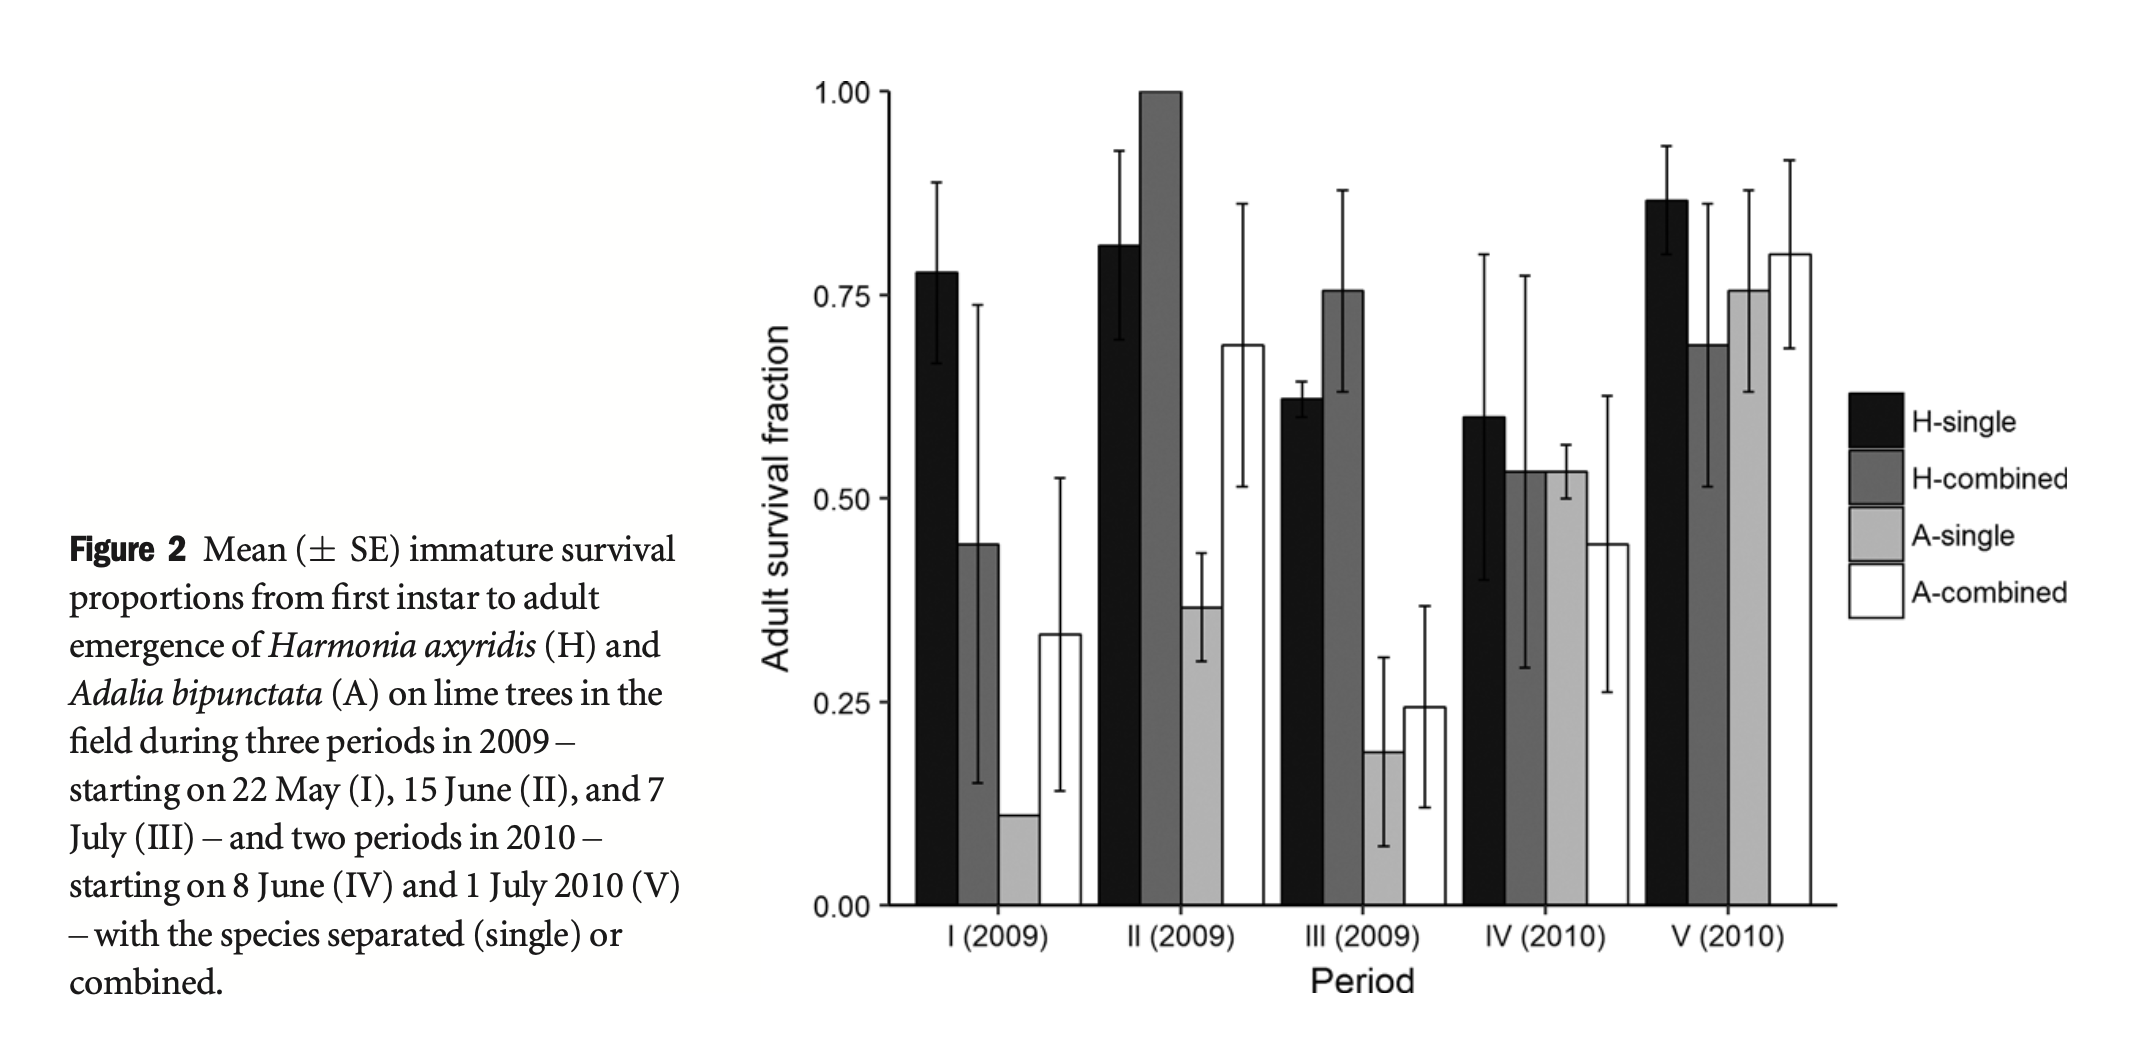 Figure 2 Mean (± SE) immature survival
proportions from first instar to adult
emergence of Harmonia axyridis (H) and
Adalia bipunctata (A) on lime trees in the
field during three periods in 2009 –
starting on 22 May (I), 15 June (II), and 7
July (III) – and two periods in 2010 –
starting on 8 June (IV) and 1 July 2010 (V)
– with the species separated (single) or
combined.
Adult survival fraction
1.00
0.75
0.50
0.25
0.00
I (2009)
II (2009)
III (2009)
IV (2010)
V (2010)
Period
H-single
H-combined
A-single
A-combined